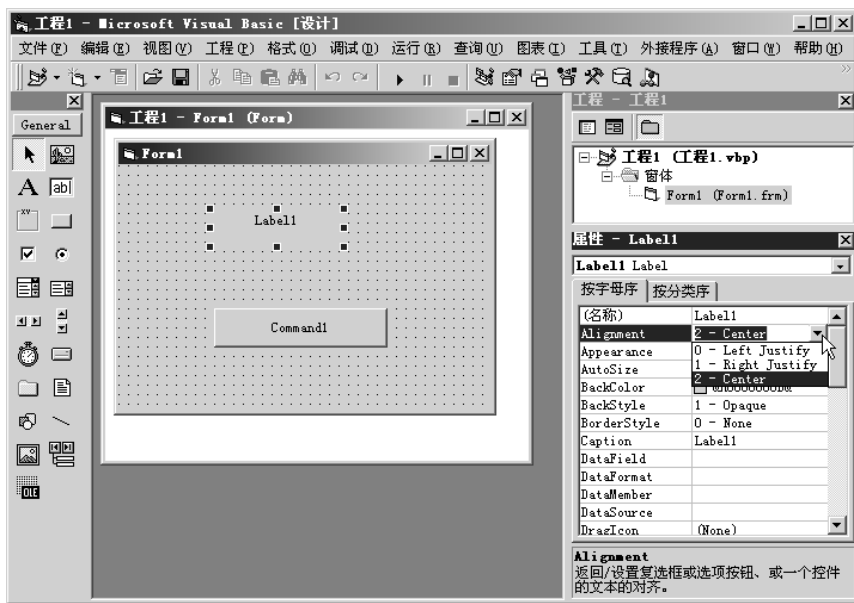 工程1 - Microsoft Visual Basic [设计]
文件(F) 编辑(E) 视图(V) 工程(P) 格式(O) 调试(D) 运行(R) 查询(U) 图表(I) 工具(T) 外接程序(A) 窗口(W) 帮助(H)
General
A ab
XY
OLE
工程1 - Form1 (Form)
Form1
Label1
Command1
工程 - 工程1
工程1 (工程1.vbp)
窗体
Form1 (Form1.frm)
属性 - Label1
Label1 Label
按字母序 按分类序
(名称) Label1
Alignment 2 - Center
Appearance 0 - Left Justify
AutoSize 1 - Right Justify
BackColor 2 - Center
BackStyle 1 - Opaque
BorderStyle 0 - None
Caption Label1
DataField
DataFormat
DataMember
DataSource
DragIcon (None)
Alignment
返回/设置复选框或选项按钮、或一个控件
的文本的对齐。